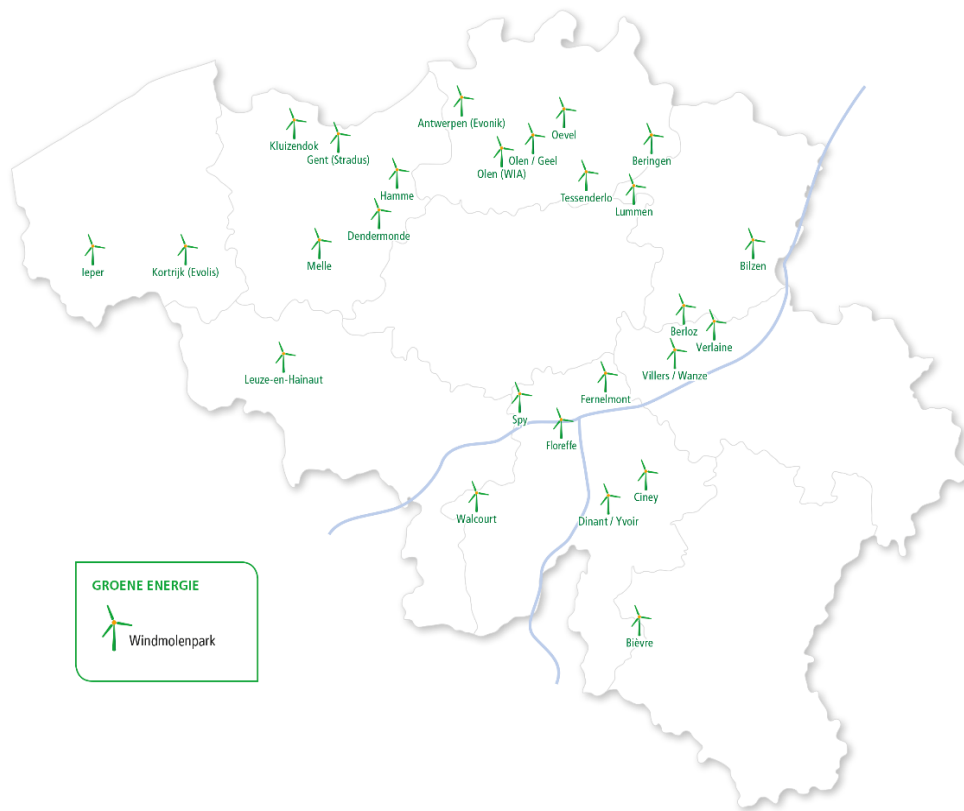 Antwerpen (Evonik)
Oevel
Kluizendok
Gent (Stradus)
Olen / Geel
Olen (WIA)
Beringen
Hamme
Tessenderlo
Lummen
Dendermonde
Ieper
Kortrijk (Evolis)
Melle
Bilzen
Berloz
Verlaine
Villers / Wanze
Leuze-en-Hainaut
Fernelmont
Spy
Floreffe
Ciney
Walcourt
Dinant / Yvoir
Bièvre
GROENE ENERGIE
Windmolenpark